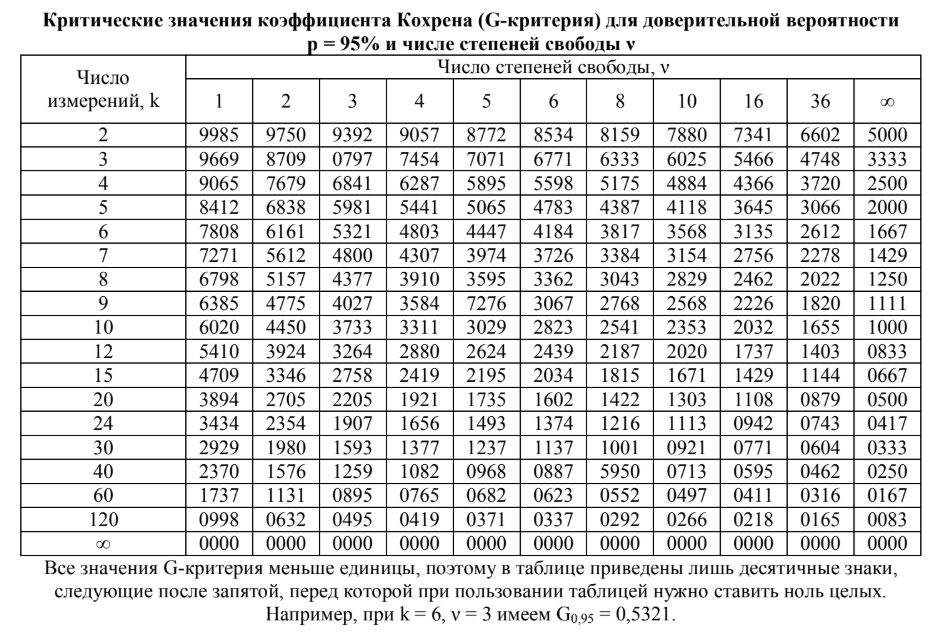 Критические значения коэффициента Кохрена (G-критерия) для доверительной вероятности
p = 95% и числе степеней свободы ν
Число измерений, k
Число степеней свободы, ν
1 2 3 4 5 6 8 10 16 36 ∞
2 9985 9750 9392 9057 8772 8534 8159 7880 7341 6602 5000
3 9669 8709 0797 7454 7071 6771 6333 6025 5466 4748 3333
4 9065 7679 6841 6287 5895 5598 5175 4884 4366 3720 2500
5 8412 6838 5981 5441 5065 4783 4387 4118 3645 3066 2000
6 7808 6161 5321 4803 4447 4184 3817 3568 3135 2612 1667
7 7271 5612 4800 4307 3974 3726 3384 3154 2756 2278 1429
8 6798 5157 4377 3910 3595 3362 3043 2829 2462 2022 1250
9 6385 4775 4027 3584 7276 3067 2768 2568 2226 1820 1111
10 6020 4450 3733 3311 3029 2823 2541 2353 2032 1655 1000
12 5410 3924 3264 2880 2624 2439 2187 2020 1737 1403 0833
15 4709 3346 2758 2419 2195 2034 1815 1671 1429 1144 0667
20 3894 2705 2205 1921 1735 1602 1422 1303 1108 0879 0500
24 3434 2354 1907 1656 1493 1374 1216 1113 0942 0743 0417
30 2929 1980 1593 1377 1237 1137 1001 0921 0771 0604 0333
40 2370 1576 1259 1082 0968 0887 5950 0713 0595 0462 0250
60 1737 1131 0895 0765 0682 0623 0552 0497 0411 0316 0167
120 0998 0632 0495 0419 0371 0337 0292 0266 0218 0165 0083
∞ 0000 0000 0000 0000 0000 0000 0000 0000 0000 0000 0000
Все значения G-критерия меньше единицы, поэтому в таблице приведены лишь десятичные знаки,
следующие после запятой, перед которой при пользовании таблицей нужно ставить ноль целых.
Например, при k = 6, ν = 3 имеем G0,95 = 0,5321.